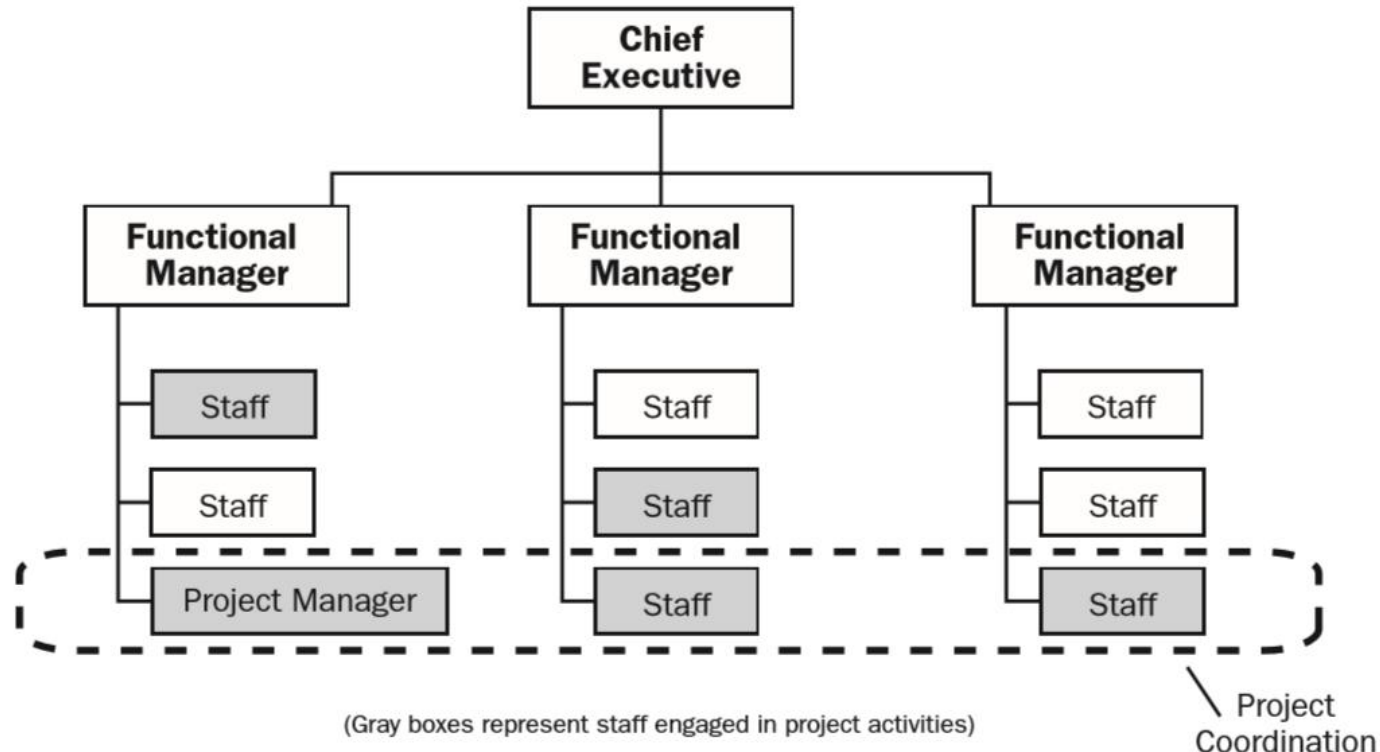 Chief
Executive
Functional
Manager
Functional
Manager
Functional
Manager
Staff
Staff
Staff
Staff
Staff
Staff
Project Manager
Staff
Staff
(Gray boxes represent staff engaged in project activities)
Project
Coordination